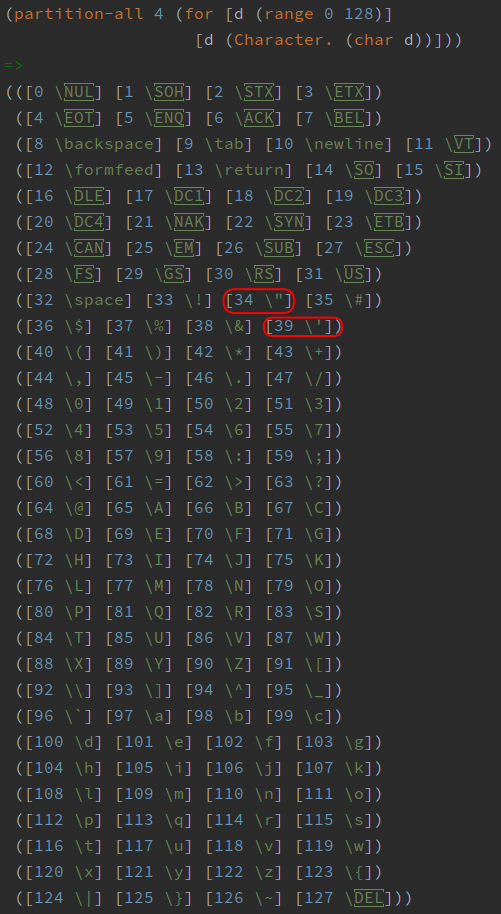 (partition-all 4 (for [d (range 0 128)]
[d (Character. (char d))]))
=>
(([0 \NUL] [1 \SOH] [2 \STX] [3 \ETX])
([4 \EOT] [5 \ENQ] [6 \ACK] [7 \BEL])
([8 \backspace] [9 \tab] [10 \newline] [11 \VT])
([12 \formfeed] [13 \return] [14 \SO] [15 \SI])
([16 \DLE] [17 \DC1] [18 \DC2] [19 \DC3])
([20 \DC4] [21 \NAK] [22 \SYN] [23 \ETB])
([24 \CAN] [25 \EM] [26 \SUB] [27 \ESC])
([28 \FS] [29 \GS] [30 \RS] [31 \US])
([32 \space] [33 \!] [34 \"] [35 \#])
([36 \$] [37 \%] [38 \&] [39 \'])
([40 \(] [41 \)] [42 \*] [43 \+])
([44 \,] [45 \-] [46 \.] [47 \/])
([48 \0] [49 \1] [50 \2] [51 \3])
([52 \4] [53 \5] [54 \6] [55 \7])
([56 \8] [57 \9] [58 \:] [59 \;])
([60 \<] [61 \=] [62 \>] [63 \?])
([64 \@] [65 \A] [66 \B] [67 \C])
([68 \D] [69 \E] [70 \F] [71 \G])
([72 \H] [73 \I] [74 \J] [75 \K])
([76 \L] [77 \M] [78 \N] [79 \O])
([80 \P] [81 \Q] [82 \R] [83 \S])
([84 \T] [85 \U] [86 \V] [87 \W])
([88 \X] [89 \Y] [90 \Z] [91 \[])
([92 \\] [93 \]] [94 \^] [95 \_])
([96 \`] [97 \a] [98 \b] [99 \c])
([100 \d] [101 \e] [102 \f] [103 \g])
([104 \h] [105 \i] [106 \j] [107 \k])
([108 \l] [109 \m] [110 \n] [111 \o])
([112 \p] [113 \q] [114 \r] [115 \s])
([116 \t] [117 \u] [118 \v] [119 \w])
([120 \x] [121 \y] [122 \z] [123 \{])
([124 \|] [125 \}] [126 \~] [127 \DEL]))